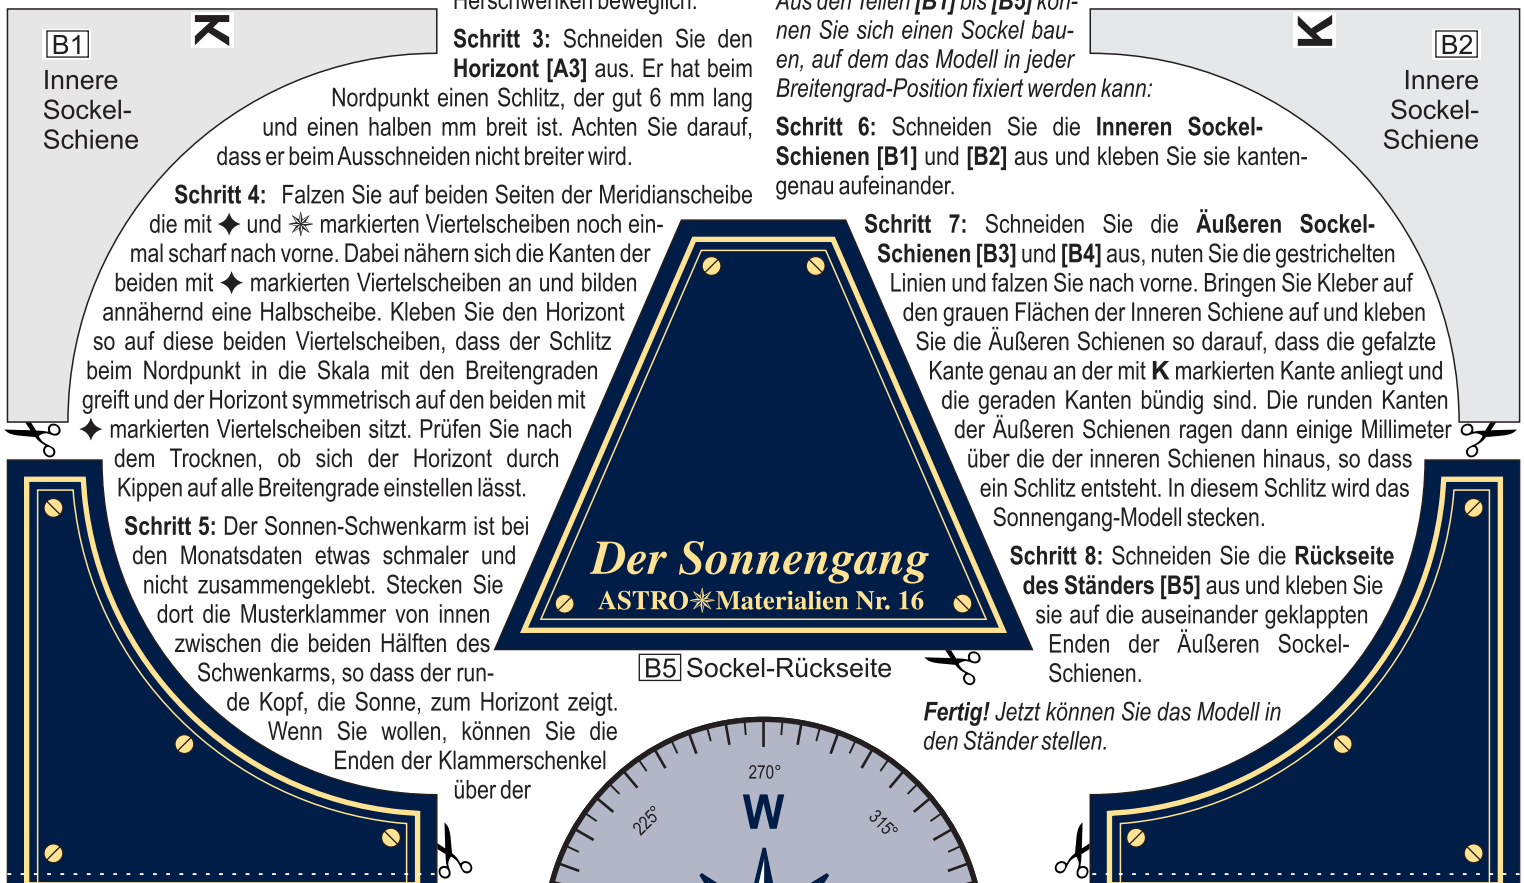 K
B1
Innere
Sockel-
Schiene
Herschwenken beweglich.
Schritt 3: Schneiden Sie den
Horizont [A3] aus. Er hat beim
Nordpunkt einen Schlitz, der gut 6 mm lang
und einen halben mm breit ist. Achten Sie darauf,
dass er beim Ausschneiden nicht breiter wird.
Schritt 4: Falzen Sie auf beiden Seiten der Meridianscheibe
die mit ✦ und ✴ markierten Viertelscheiben noch ein-
mal scharf nach vorne. Dabei nähern sich die Kanten der
beiden mit ✦ markierten Viertelscheiben an und bilden
annähernd eine Halbscheibe. Kleben Sie den Horizont
so auf diese beiden Viertelscheiben, dass der Schlitz
beim Nordpunkt in die Skala mit den Breitengraden
greift und der Horizont symmetrisch auf den beiden mit
✦ markierten Viertelscheiben sitzt. Prüfen Sie nach
dem Trocknen, ob sich der Horizont durch
Kippen auf alle Breitengrade einstellen lässt.
Schritt 5: Der Sonnen-Schwenkarm ist bei
den Monatsdaten etwas schmaler und
nicht zusammengeklebt. Stecken Sie
dort die Musterklammer von innen
zwischen die beiden Hälften des
Schwenkarms, so dass der run-
de Kopf, die Sonne, zum Horizont zeigt.
Wenn Sie wollen, können Sie die
Enden der Klammerschenkel
über der
Aus den Teilen [B1] bis [B5] kön-
nen Sie sich einen Sockel bau-
en, auf dem das Modell in jeder
Breitengrad-Position fixiert werden kann:
Schritt 6: Schneiden Sie die Inneren Sockel-
Schienen [B1] und [B2] aus und kleben Sie sie kanten-
genau aufeinander.
Schritt 7: Schneiden Sie die Äußeren Sockel-
Schienen [B3] und [B4] aus, nuten Sie die gestrichelten
Linien und falzen Sie nach vorne. Bringen Sie Kleber auf
den grauen Flächen der Inneren Schiene auf und kleben
Sie die Äußeren Schienen so darauf, dass die gefalzte
Kante genau an der mit K markierten Kante anliegt und
die geraden Kanten bündig sind. Die runden Kanten
der Äußeren Schienen ragen dann einige Millimeter
über die der inneren Schienen hinaus, so dass
ein Schlitz entsteht. In diesem Schlitz wird das
Sonnengang-Modell stecken.
Schritt 8: Schneiden Sie die Rückseite
des Ständers [B5] aus und kleben Sie
sie auf die auseinander geklappten
Enden der Äußeren Sockel-
Schienen.
Fertig! Jetzt können Sie das Modell in
den Ständer stellen.
K
B2
Innere
Sockel-
Schiene
Der Sonnengang
ASTRO✴Materialien Nr. 16
B5 Sockel-Rückseite
270°
W
225°
315°